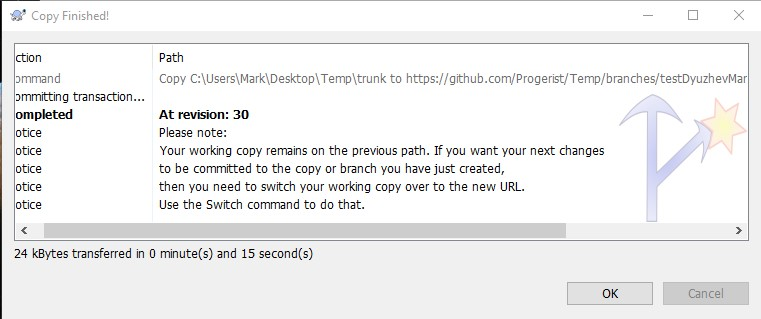 Copy Finished!
ction Path
ommand Copy C:\Users\Mark\Desktop\Temp\trunk to https://github.com/Progerist/Temp/branches/testDyuzhevMar
ommitting transaction...
ompleted At revision: 30
otice Please note:
otice Your working copy remains on the previous path. If you want your next changes
otice to be committed to the copy or branch you have just created,
otice then you need to switch your working copy over to the new URL.
otice Use the Switch command to do that.
24 kBytes transferred in 0 minute(s) and 15 second(s)
OK Cancel